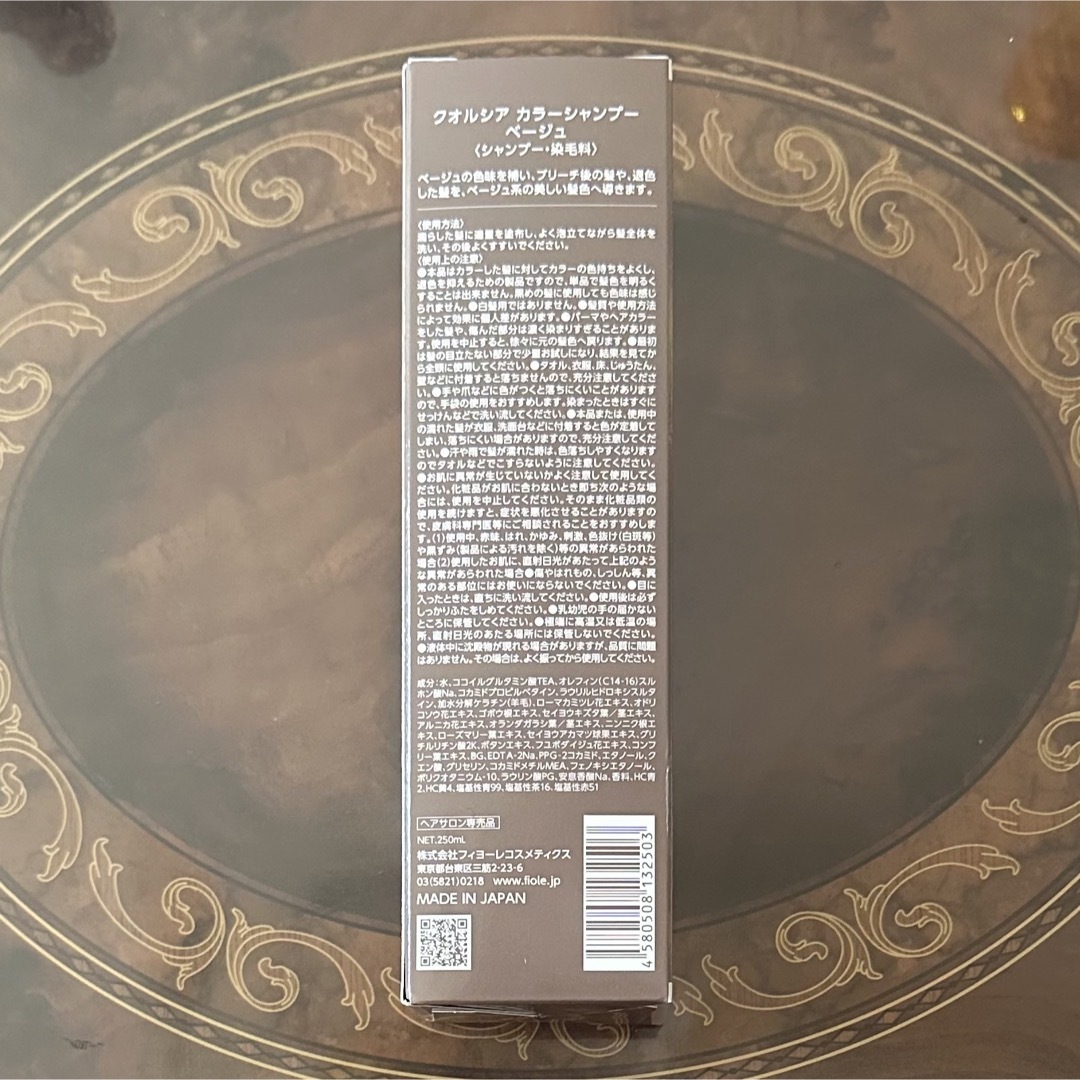 クオルシア カラーシャンプー
ベージュ
〈シャンプー・染毛料〉
ベージュの色味を補い、ブリーチ後の髪や、退色
した髪を、ベージュ系の美しい髪色へ導きます。
〈使用方法〉
濡らした髪に適量を塗布し、よく泡立てながら髪全体を
洗い、その後よくすすいでください。
〈使用上の注意〉
●本品はカラーした髪に対してカラーの色持ちをよくし、
退色を抑えるための製品ですので、単品で髪色を明るく
することは出来ません。黒めの髪に使用しても色味は感じ
られません。●白髪用ではありません。●髪質や使用方法
によって効果に個人差があります。●パーマやヘアカラー
をした髪や、傷んだ部分は濃く染まりすぎることがありま
す。使用を中止すると、徐々に元の髪色へ戻ります。●最初
は髪の目立たない部分で少量お試しになり、結果を見てか
ら全頭に使用してください。●タオル、衣服、床、じゅうたん、
畳などに付着すると落ちませんので、充分注意してくださ
い。●手や爪などに色がつくと落ちにくいことがあります
ので、手袋の使用をおすすめします。染まったときはすぐに
せっけんなどで洗い流してください。●本品または、使用中
の濡れた髪が衣服、洗面台などに付着すると色が定着して
しまい、落ちにくい場合がありますので、充分注意してくだ
さい。●汗や雨で髪が濡れた時は、色落ちしやすくなります
のでタオルなどでこすらないように注意してください。
●お肌に異常が生じていないかよく注意して使用してく
ださい。化粧品がお肌に合わないとき即ち次のような場
合には、使用を中止してください。そのまま化粧品類の
使用を続けますと、症状を悪化させることがありますの
で、皮膚科専門医等にご相談されることをおすすめしま
す。(1)使用中、赤味、はれ、かゆみ、刺激、色抜け(白斑等)
や黒ずみ(製品による汚れを除く)等の異常があらわれた
場合(2)使用したお肌に、直射日光があたって上記のよう
な異常があらわれた場合●傷やはれもの、しっしん等、異
常のある部位にはお使いにならないでください。●目に
入ったときは、直ちに洗い流してください。●使用後は必ず
しっかりふたをしめてください。●乳幼児の手の届かない
ところに保管してください。●極端に高温又は低温の場
所、直射日光のあたる場所には保管しないでください。
●液体中に沈殿物が現れる場合がありますが、品質に問題
はありません。その場合は、よく振ってから使用してください。
成分:水、ココイルグルタミン酸TEA、オレフィン(C14-16)スル
ホン酸Na、コカミドプロピルベタイン、ラウリルヒドロキシスルタ
イン、加水分解ケラチン(羊毛)、ローマカミツレ花エキス、オドリ
コソウ花エキス、ゴボウ根エキス、セイヨウキズタ葉/茎エキス、
アルニカ花エキス、オランダガラシ葉/茎エキス、ニンニク根エ
キス、ローズマリー葉エキス、セイヨウアカマツ球果エキス、グリ
チルリチン酸2K、ボタンエキス、フユボダイジュ花エキス、コンフ
リー葉エキス、BG、EDTA-2Na、PPG-2コカミド、エタノール、ク
エン酸、グリセリン、コカミドメチルMEA、フェノキシエタノール、
ポリクオタニウム-10、ラウリン酸PG、安息香酸Na、香料、HC青
2、HC黄4、塩基性青99、塩基性茶16、塩基性赤51
ヘアサロン専売品
NET.250mL
株式会社フィヨーレコスメティクス
東京都台東区三筋2-23-6
03(5821)0218 www.fiole.jp
MADE IN JAPAN
4 580508 132503